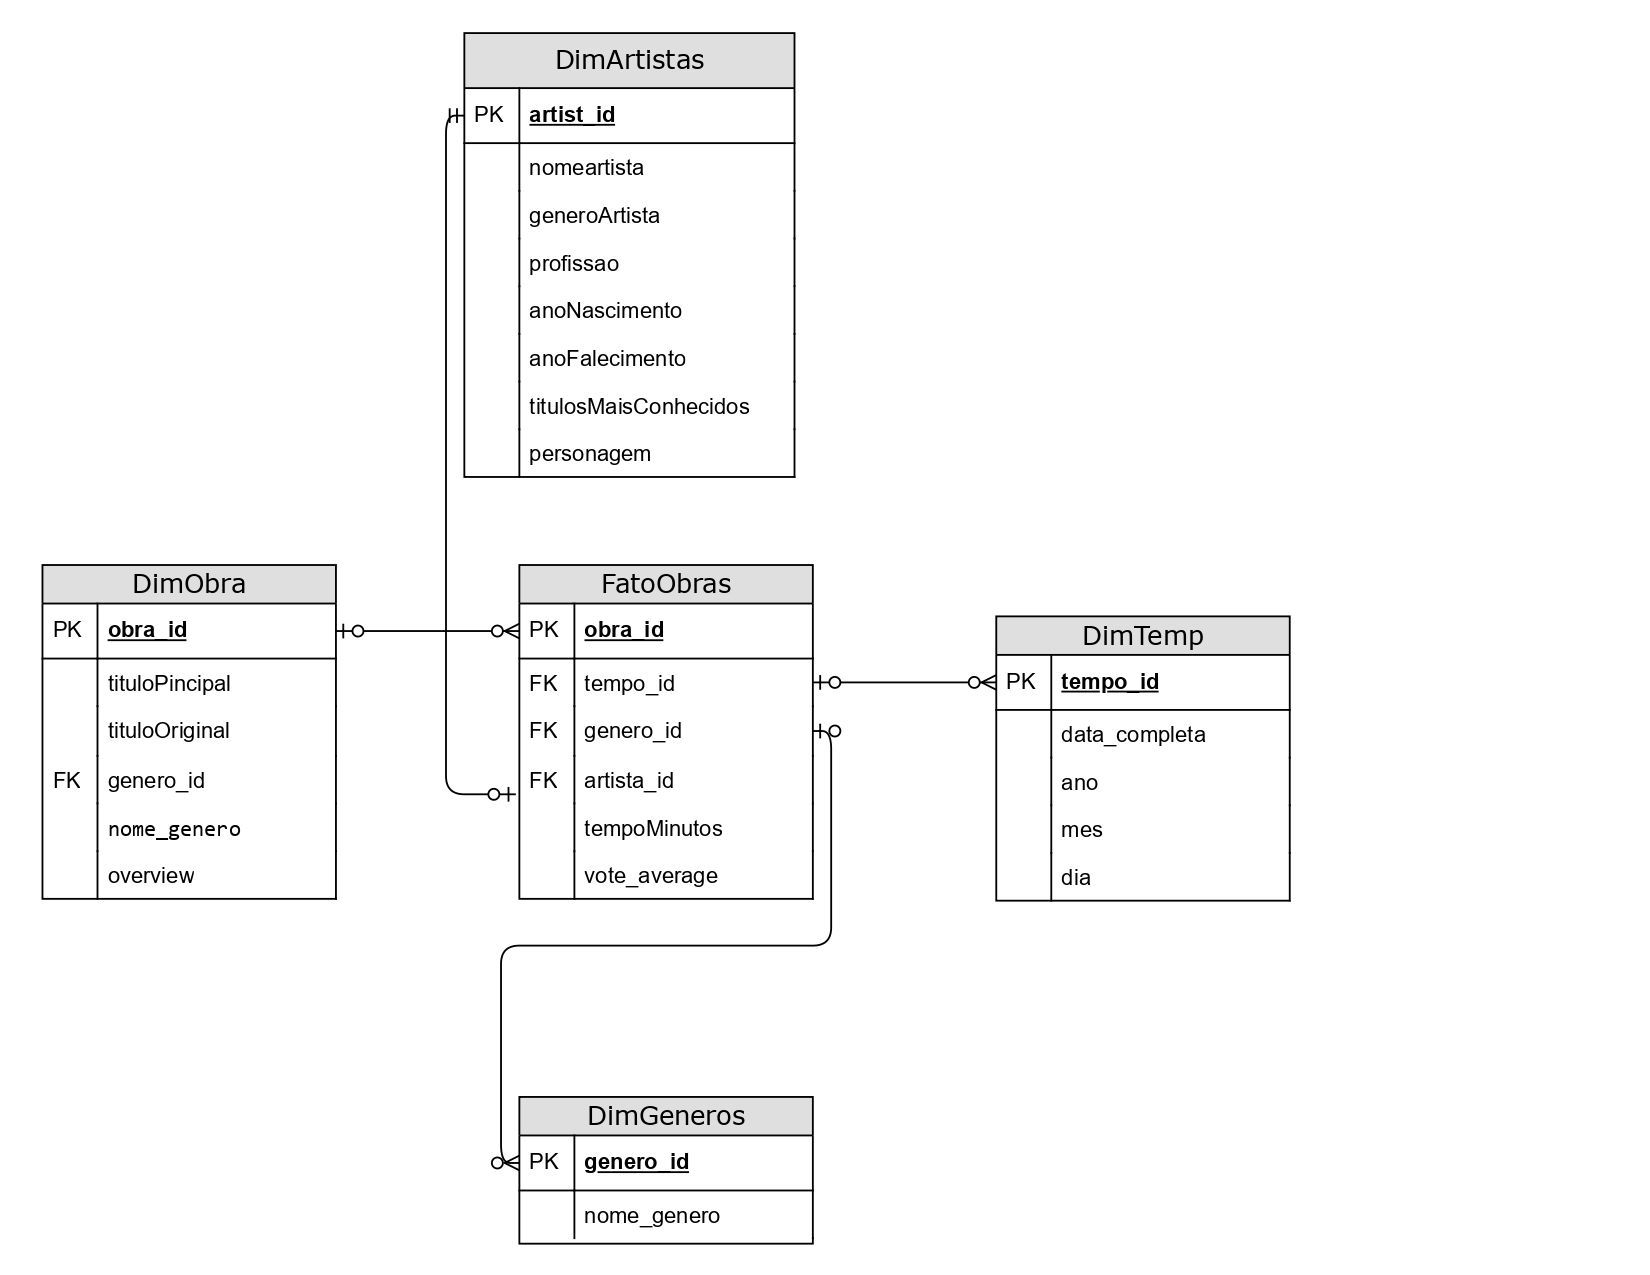 DimArtistas
PK artist_id
nomeartista
generoArtista
profissao
anoNascimento
anoFalecimento
titulosMaisConhecidos
personagem
DimObra
PK obra_id
tituloPincipal
tituloOriginal
FK genero_id
nome_genero
overview
FatoObras
PK obra_id
FK tempo_id
FK genero_id
FK artista_id
tempoMinutos
vote_average
DimTemp
PK tempo_id
data_completa
ano
mes
dia
DimGeneros
PK genero_id
nome_genero